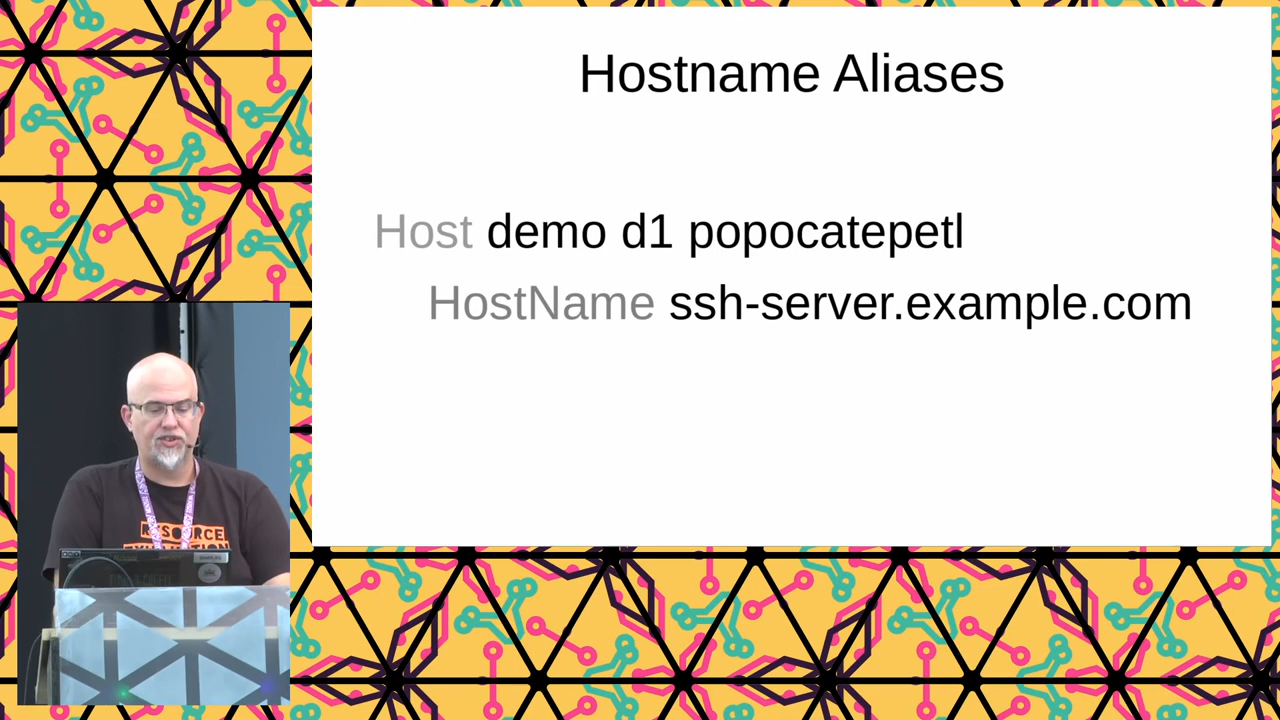 Hostname Aliases
Host demo d1 popocatepetl
HostName ssh-server.example.com